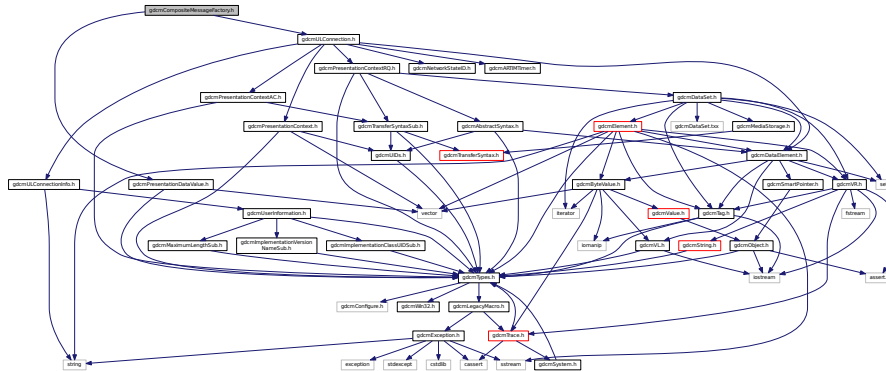 gdcmCompositeMessageFactory.h
gdcmULConnection.h
gdcmPresentationContextRQ.h
gdcmNetworkStateID.h
gdcmARTIMTimer.h
gdcmPresentationContextAC.h
gdcmDataSet.h
gdcmPresentationContext.h
gdcmTransferSyntaxSub.h
gdcmAbstractSyntax.h
gdcmElement.h
gdcmDataSet.txx
gdcmMediaStorage.h
gdcmUIDs.h
gdcmTransferSyntax.h
gdcmDataElement.h
gdcmULConnectionInfo.h
gdcmPresentationDataValue.h
gdcmByteValue.h
gdcmSmartPointer.h
gdcmVR.h
gdcmUserInformation.h
vector
iterator
gdcmValue.h
gdcmTag.h
fstream
gdcmMaximumLengthSub.h
gdcmImplementationVersion
NameSub.h
gdcmImplementationClassUIDSub.h
iomanip
gdcmVL.h
gdcmString.h
gdcmObject.h
gdcmTypes.h
iostream
gdcmConfigure.h
gdcmWin32.h
gdcmLegacyMacro.h
gdcmException.h
gdcmTrace.h
string
exception
stdexcept
cstdlib
cassert
sstream
gdcmSystem.h